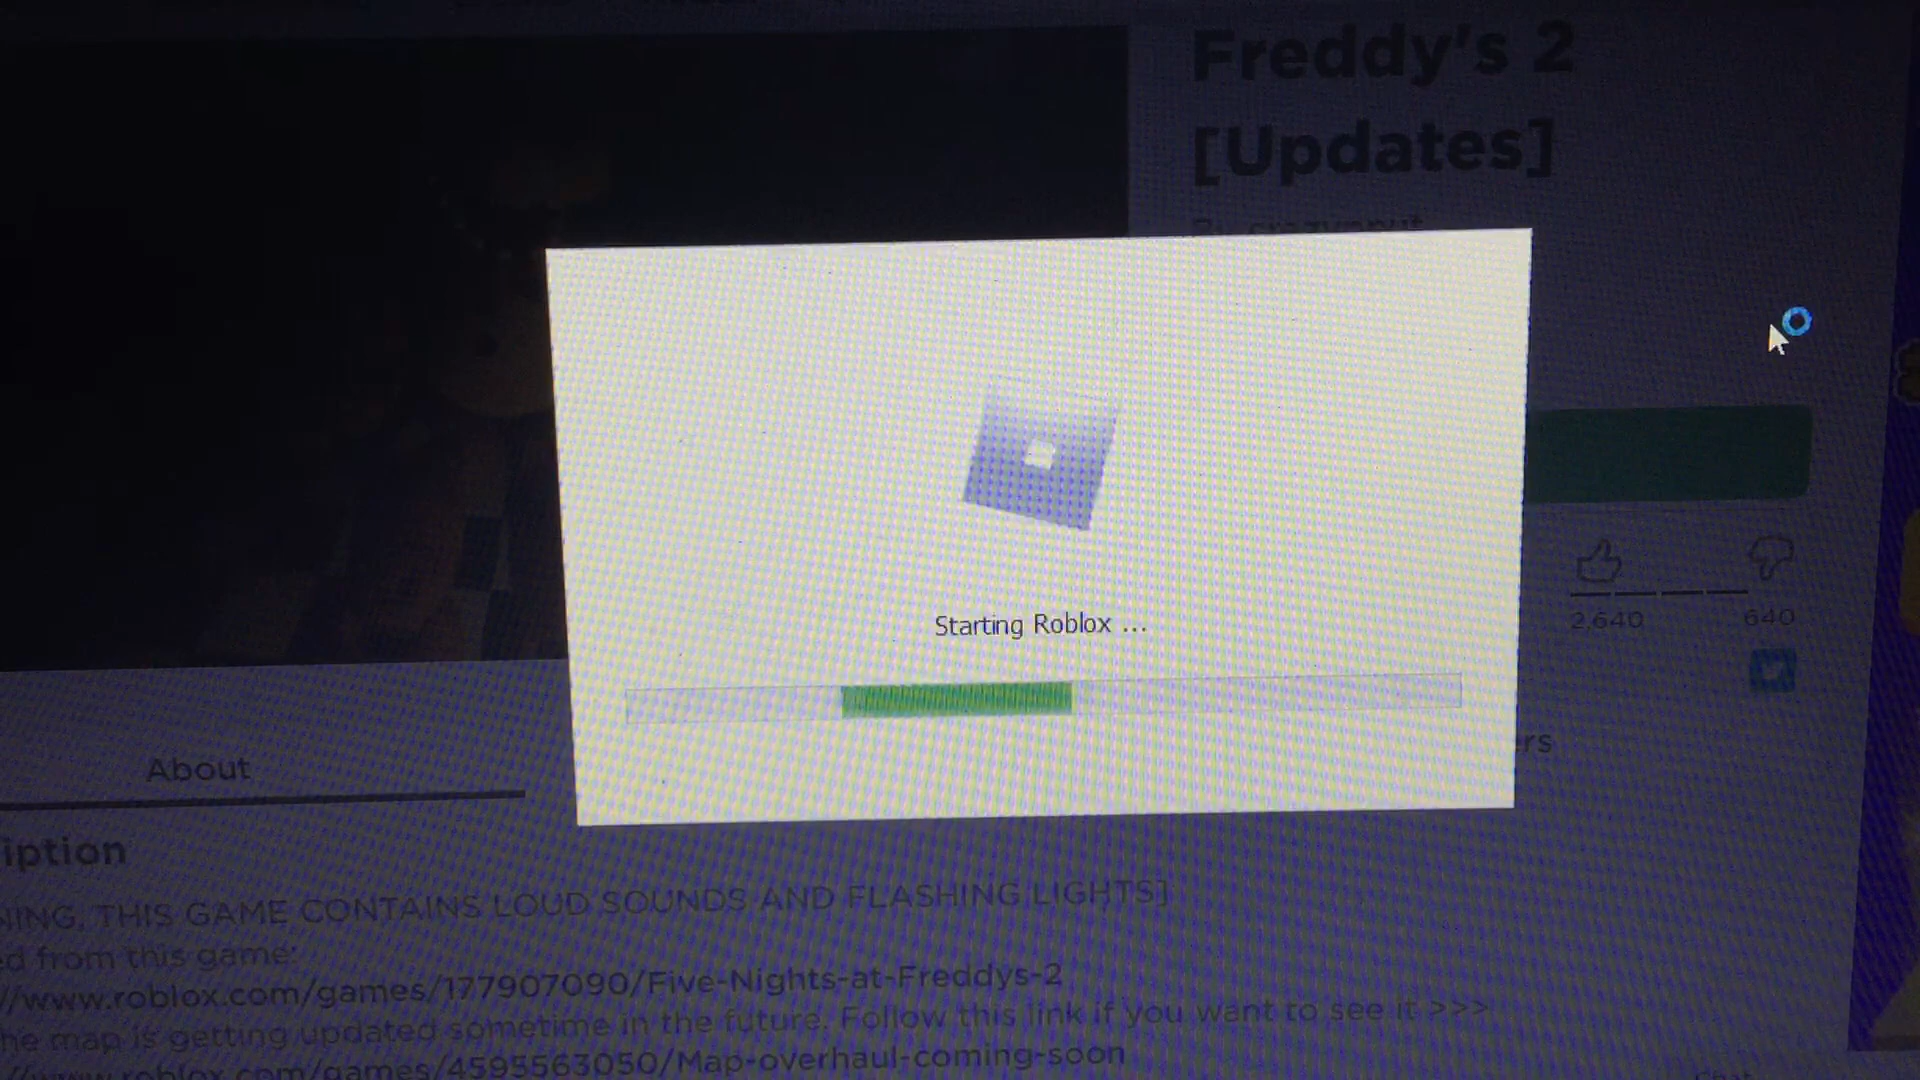 Freddy's 2
[Updates]
Starting Roblox ...
2,640
640
ers
About
iption
NING, THIS GAME CONTAINS LOUD SOUNDS AND FLASHING LIGHTS]
ed from this game:
//www.roblox.com/games/177907090/Five-Nights-at-Freddys-2
he map is getting updated sometime in the future. Follow this link if you want to see it >>>
//www.roblox.com/games/4595563050/Map-overhaul-coming-soon
Chat